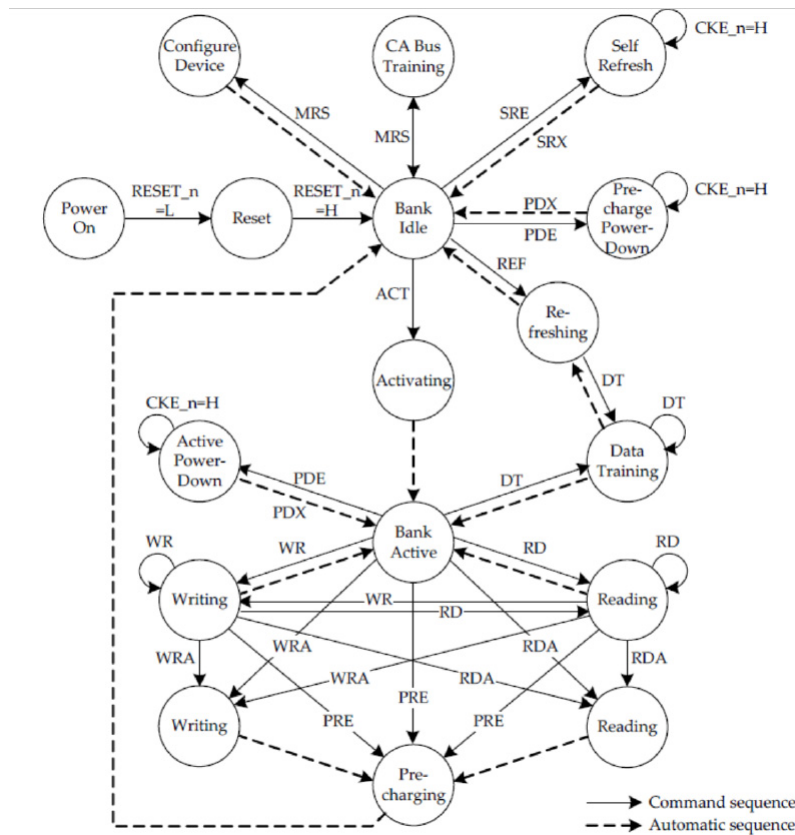 Configure
Device
CA Bus
Training
Self
Refresh
CKE_n=H
MRS
MRS
SRE
SRX
Power
On
RESET_n
=L
Reset
RESET_n
=H
Bank
Idle
PDX
PDE
Pre-
charge
Power-
Down
CKE_n=H
REF
ACT
Re-
freshing
Activating
DT
CKE_n=H
Active
Power-
Down
DT
Data
Training
PDE
PDX
DT
Bank
Active
WR
WR
RD
RD
Writing
WR
RD
Reading
WRA
WRA
RDA
RDA
WRA
RDA
Writing
PRE
PRE
PRE
Reading
Pre-
charging
Command sequence
Automatic sequence